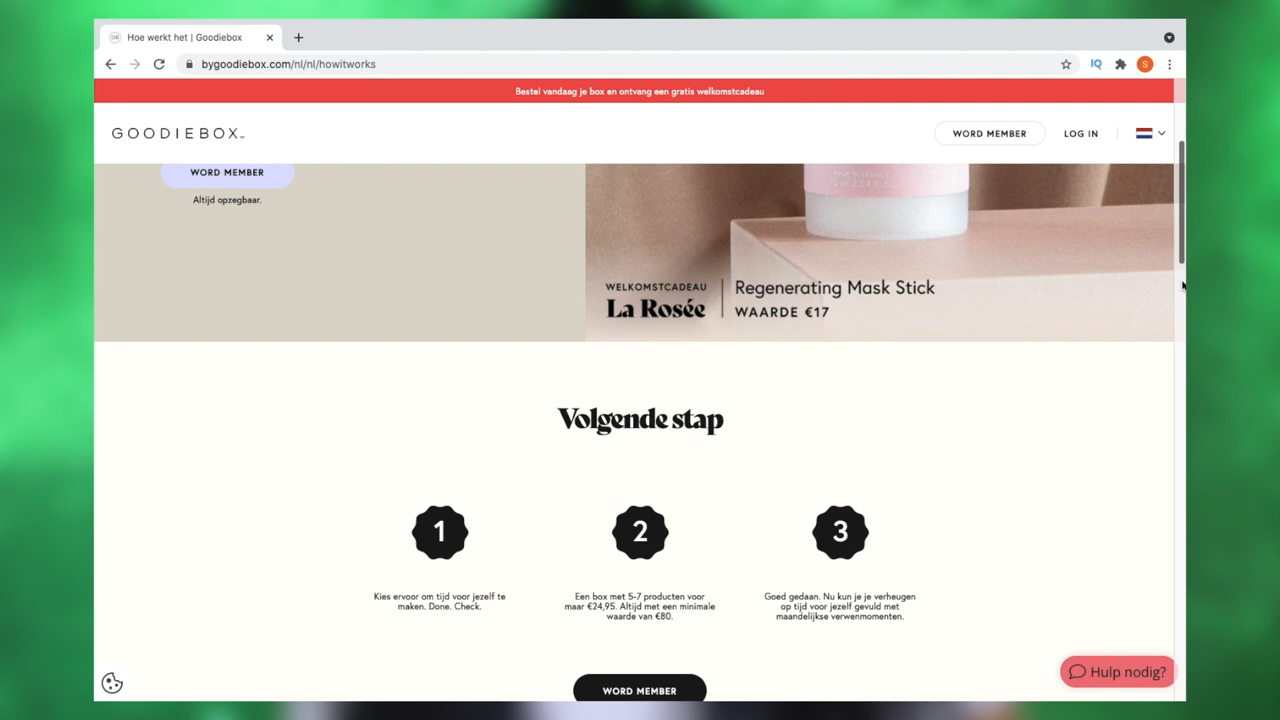 Hoe werkt het | Goodiebox
bygoodiebox.com/nl/nl/howitworks
IQ
S
Bestel vandaag je box en ontvang een gratis welkomstcadeau
GOODIEBOX
WORD MEMBER
LOG IN
WORD MEMBER
Altijd opzegbaar.
WELKOMSTCADEAU
La Rosée
Regenerating Mask Stick
WAARDE €17
Volgende stap
1
2
3
Kies ervoor om tijd voor jezelf te
maken. Done. Check.
Een box met 5-7 producten voor
maar €24,95. Altijd met een minimale
waarde van €80.
Goed gedaan. Nu kun je je verheugen
op tijd voor jezelf gevuld met
maandelijkse verwenmomenten.
WORD MEMBER
Hulp nodig?